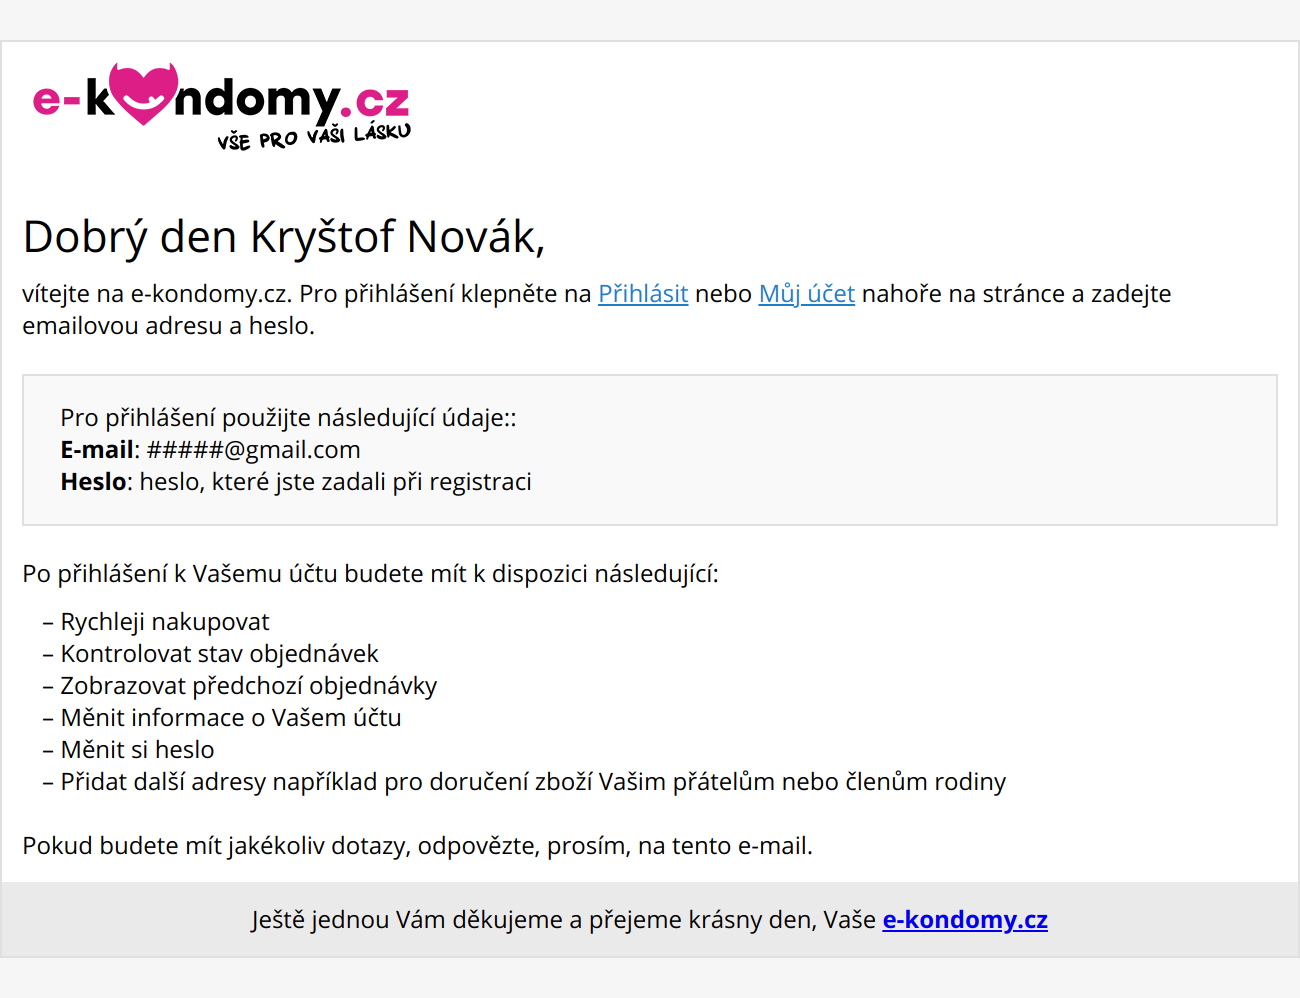 e-kondomy.cz
VŠE PRO VAŠI LÁSKU
Dobrý den Kryštof Novák,
vítejte na e-kondomy.cz. Pro přihlášení klepněte na Přihlásit nebo Můj účet nahoře na stránce a zadejte
emailovou adresu a heslo.
Pro přihlášení použijte následující údaje::
E-mail: #####@gmail.com
Heslo: heslo, které jste zadali při registraci
Po přihlášení k Vašemu účtu budete mít k dispozici následující:
– Rychleji nakupovat
– Kontrolovat stav objednávek
– Zobrazovat předchozí objednávky
– Měnit informace o Vašem účtu
– Měnit si heslo
– Přidat další adresy například pro doručení zboží Vašim přátelům nebo členům rodiny
Pokud budete mít jakékoliv dotazy, odpovězte, prosím, na tento e-mail.
Ještě jednou Vám děkujeme a přejeme krásny den, Vaše e-kondomy.cz